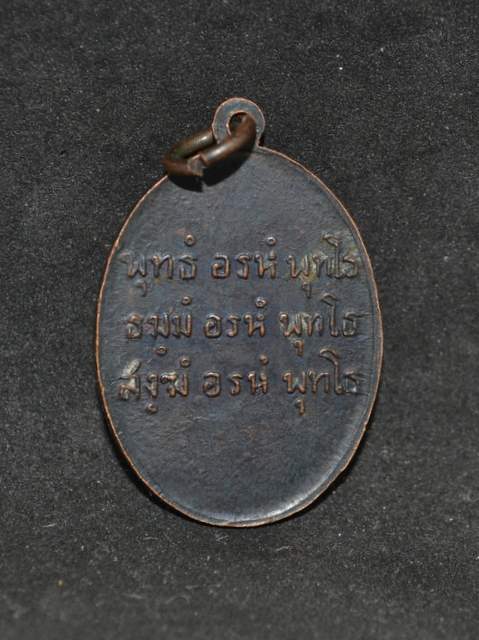 พุทธํ อรหํ พุทโธ
ธมฺมํ อรหํ พุทโธ
สงฺฆํ อรหํ พุทโธ